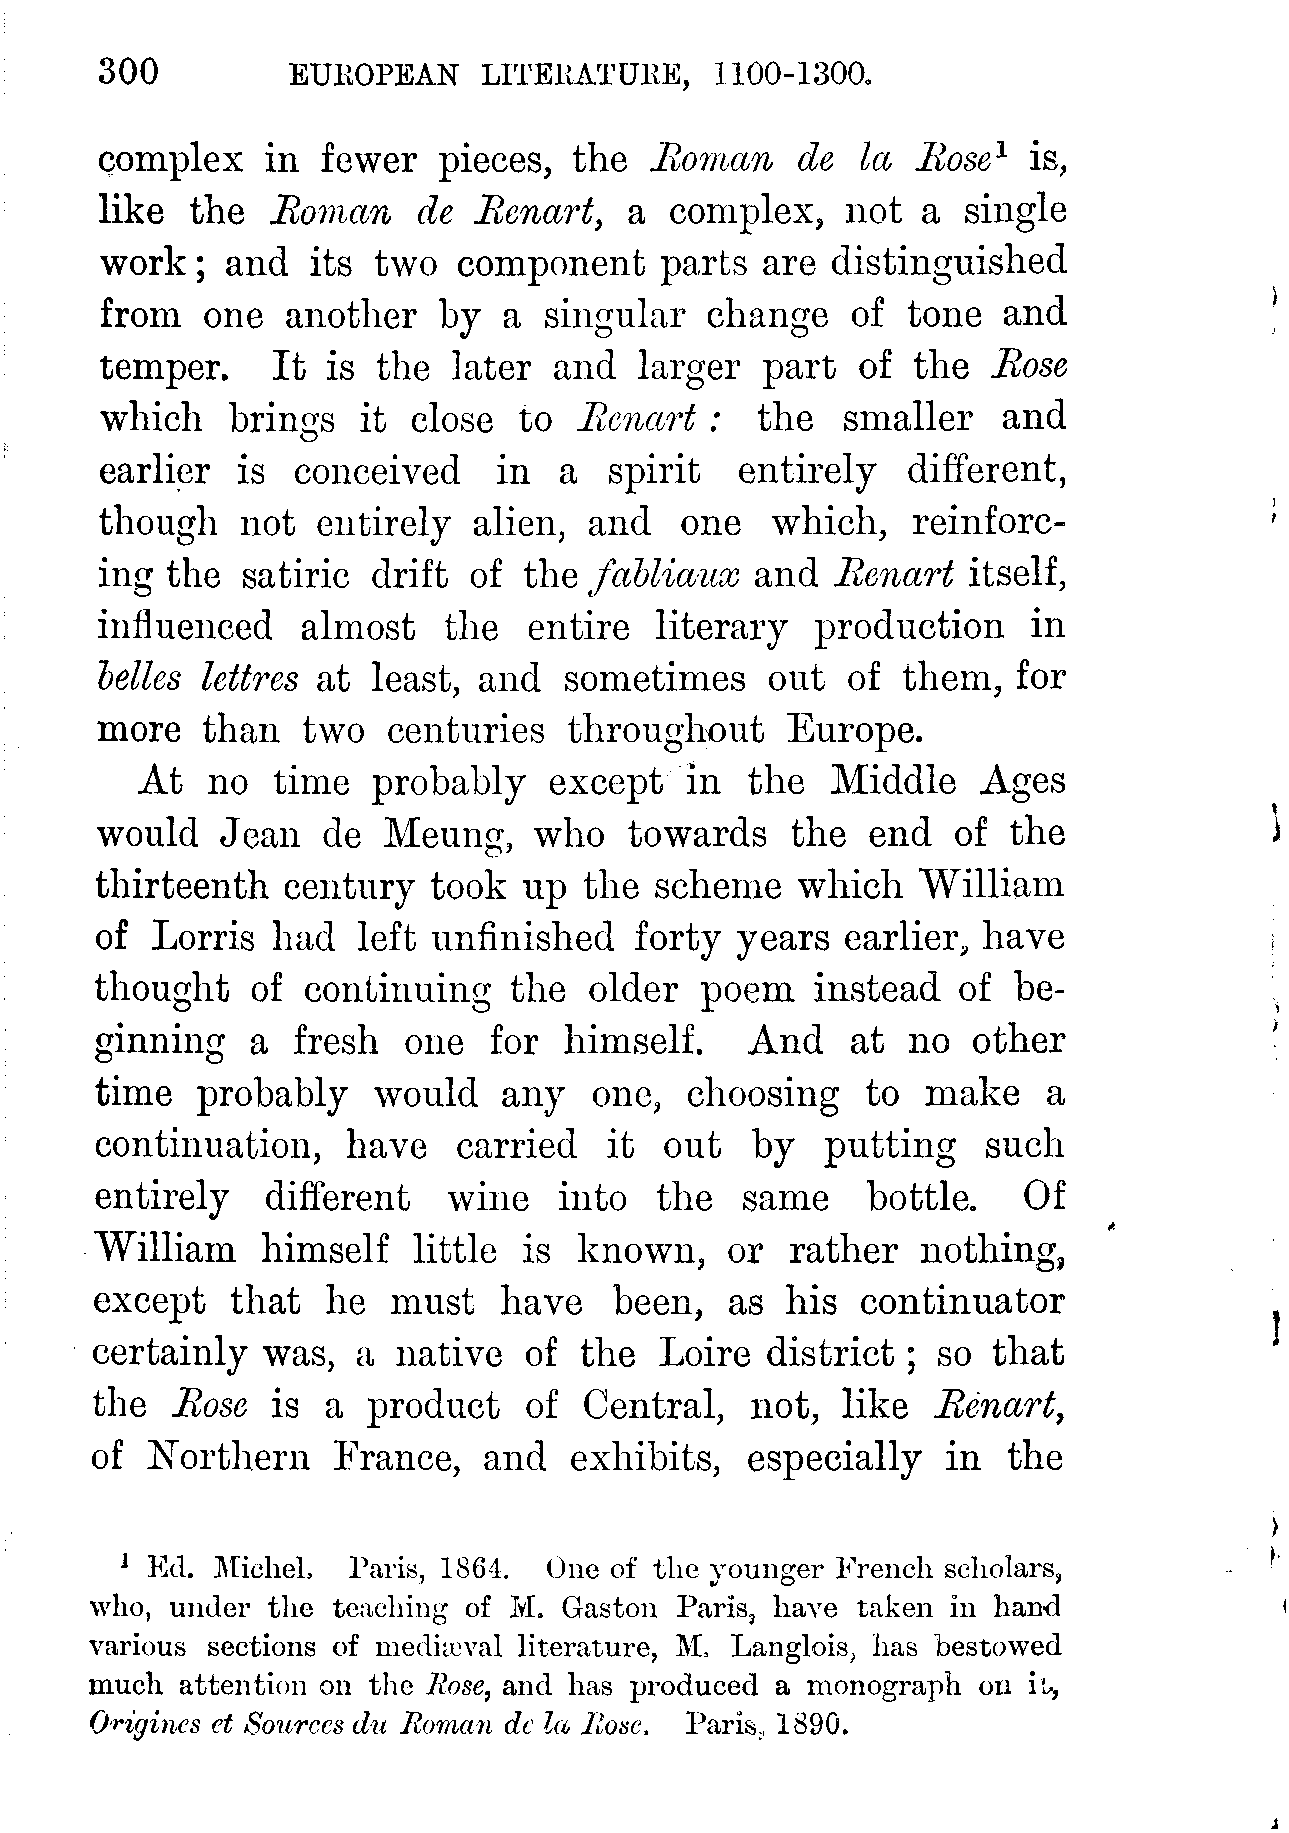 300 EUROPEAN LITERATURE, 1100-1300.
complex in fewer pieces, the Roman de la Rose¹ is,
like the Roman de Renart, a complex, not a single
work; and its two component parts are distinguished
from one another by a singular change of tone and
temper. It is the later and larger part of the Rose
which brings it close to Renart: the smaller and
earlier is conceived in a spirit entirely different,
though not entirely alien, and one which, reinforc-
ing the satiric drift of the fabliaux and Renart itself,
influenced almost the entire literary production in
belles lettres at least, and sometimes out of them, for
more than two centuries throughout Europe.
At no time probably except in the Middle Ages
would Jean de Meung, who towards the end of the
thirteenth century took up the scheme which William
of Lorris had left unfinished forty years earlier, have
thought of continuing the older poem instead of be-
ginning a fresh one for himself. And at no other
time probably would any one, choosing to make a
continuation, have carried it out by putting such
entirely different wine into the same bottle. Of
William himself little is known, or rather nothing,
except that he must have been, as his continuator
certainly was, a native of the Loire district; so that
the Rose is a product of Central, not, like Renart,
of Northern France, and exhibits, especially in the
¹ Ed. Michel. Paris, 1864. One of the younger French scholars,
who, under the teaching of M. Gaston Paris, have taken in hand
various sections of mediæval literature, M. Langlois, has bestowed
much attention on the Rose, and has produced a monograph on it,
Origines et Sources du Roman de la Rose. Paris, 1890.